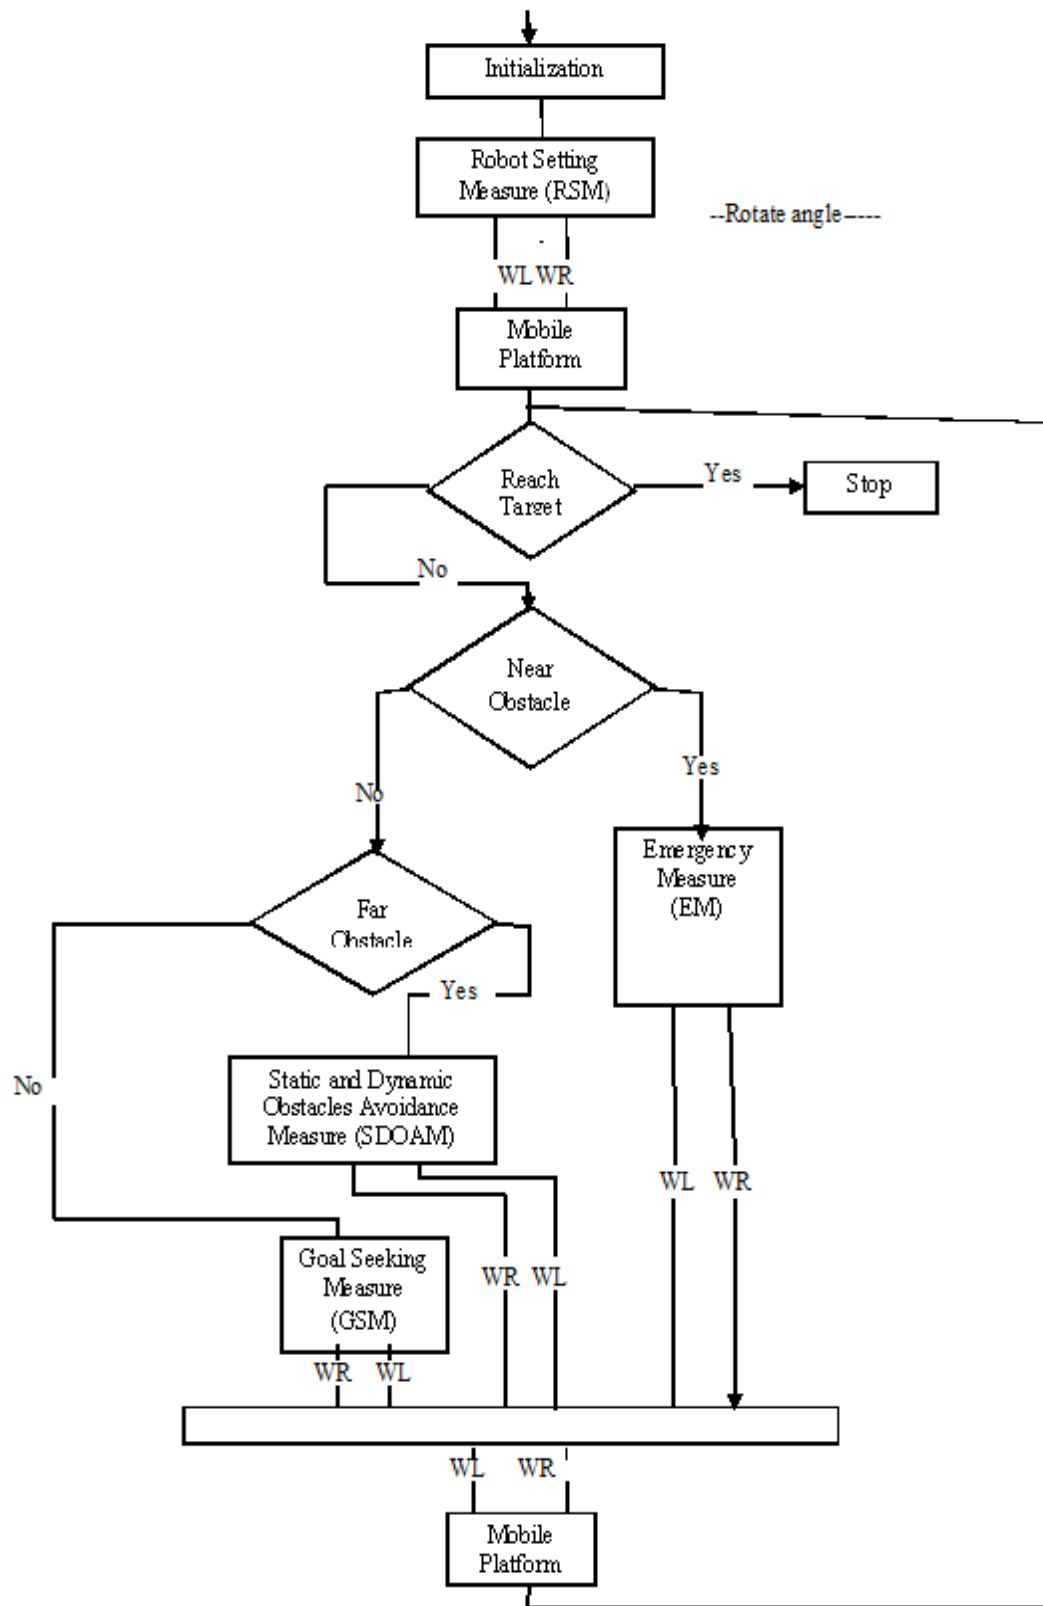 Initialization
Robot Setting
Measure (RSM)
--Rotate angle-----
WL WR
Mobile
Platform
Reach
Target
Yes
Stop
No
Near
Obstacle
Yes
No
Emergency
Measure
(EM)
Far
Obstacle
Yes
No
Static and Dynamic
Obstacles Avoidance
Measure (SDOAM)
WL WR
Goal Seeking
Measure
(GSM)
WR WL
WR WL
WL WR
Mobile
Platform